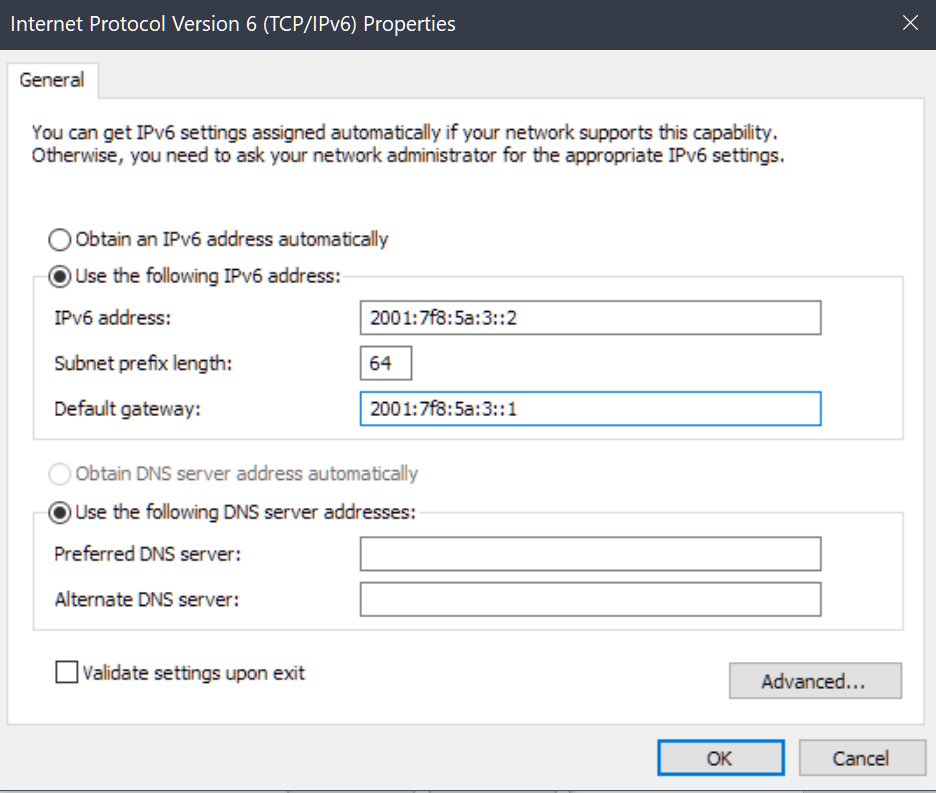 Internet Protocol Version 6 (TCP/IPv6) Properties
General
You can get IPv6 settings assigned automatically if your network supports this capability.
Otherwise, you need to ask your network administrator for the appropriate IPv6 settings.
Obtain an IPv6 address automatically
Use the following IPv6 address:
IPv6 address: 2001:7f8:5a:3::2
Subnet prefix length: 64
Default gateway: 2001:7f8:5a:3::1
Obtain DNS server address automatically
Use the following DNS server addresses:
Preferred DNS server:
Alternate DNS server:
Validate settings upon exit
Advanced...
OK Cancel